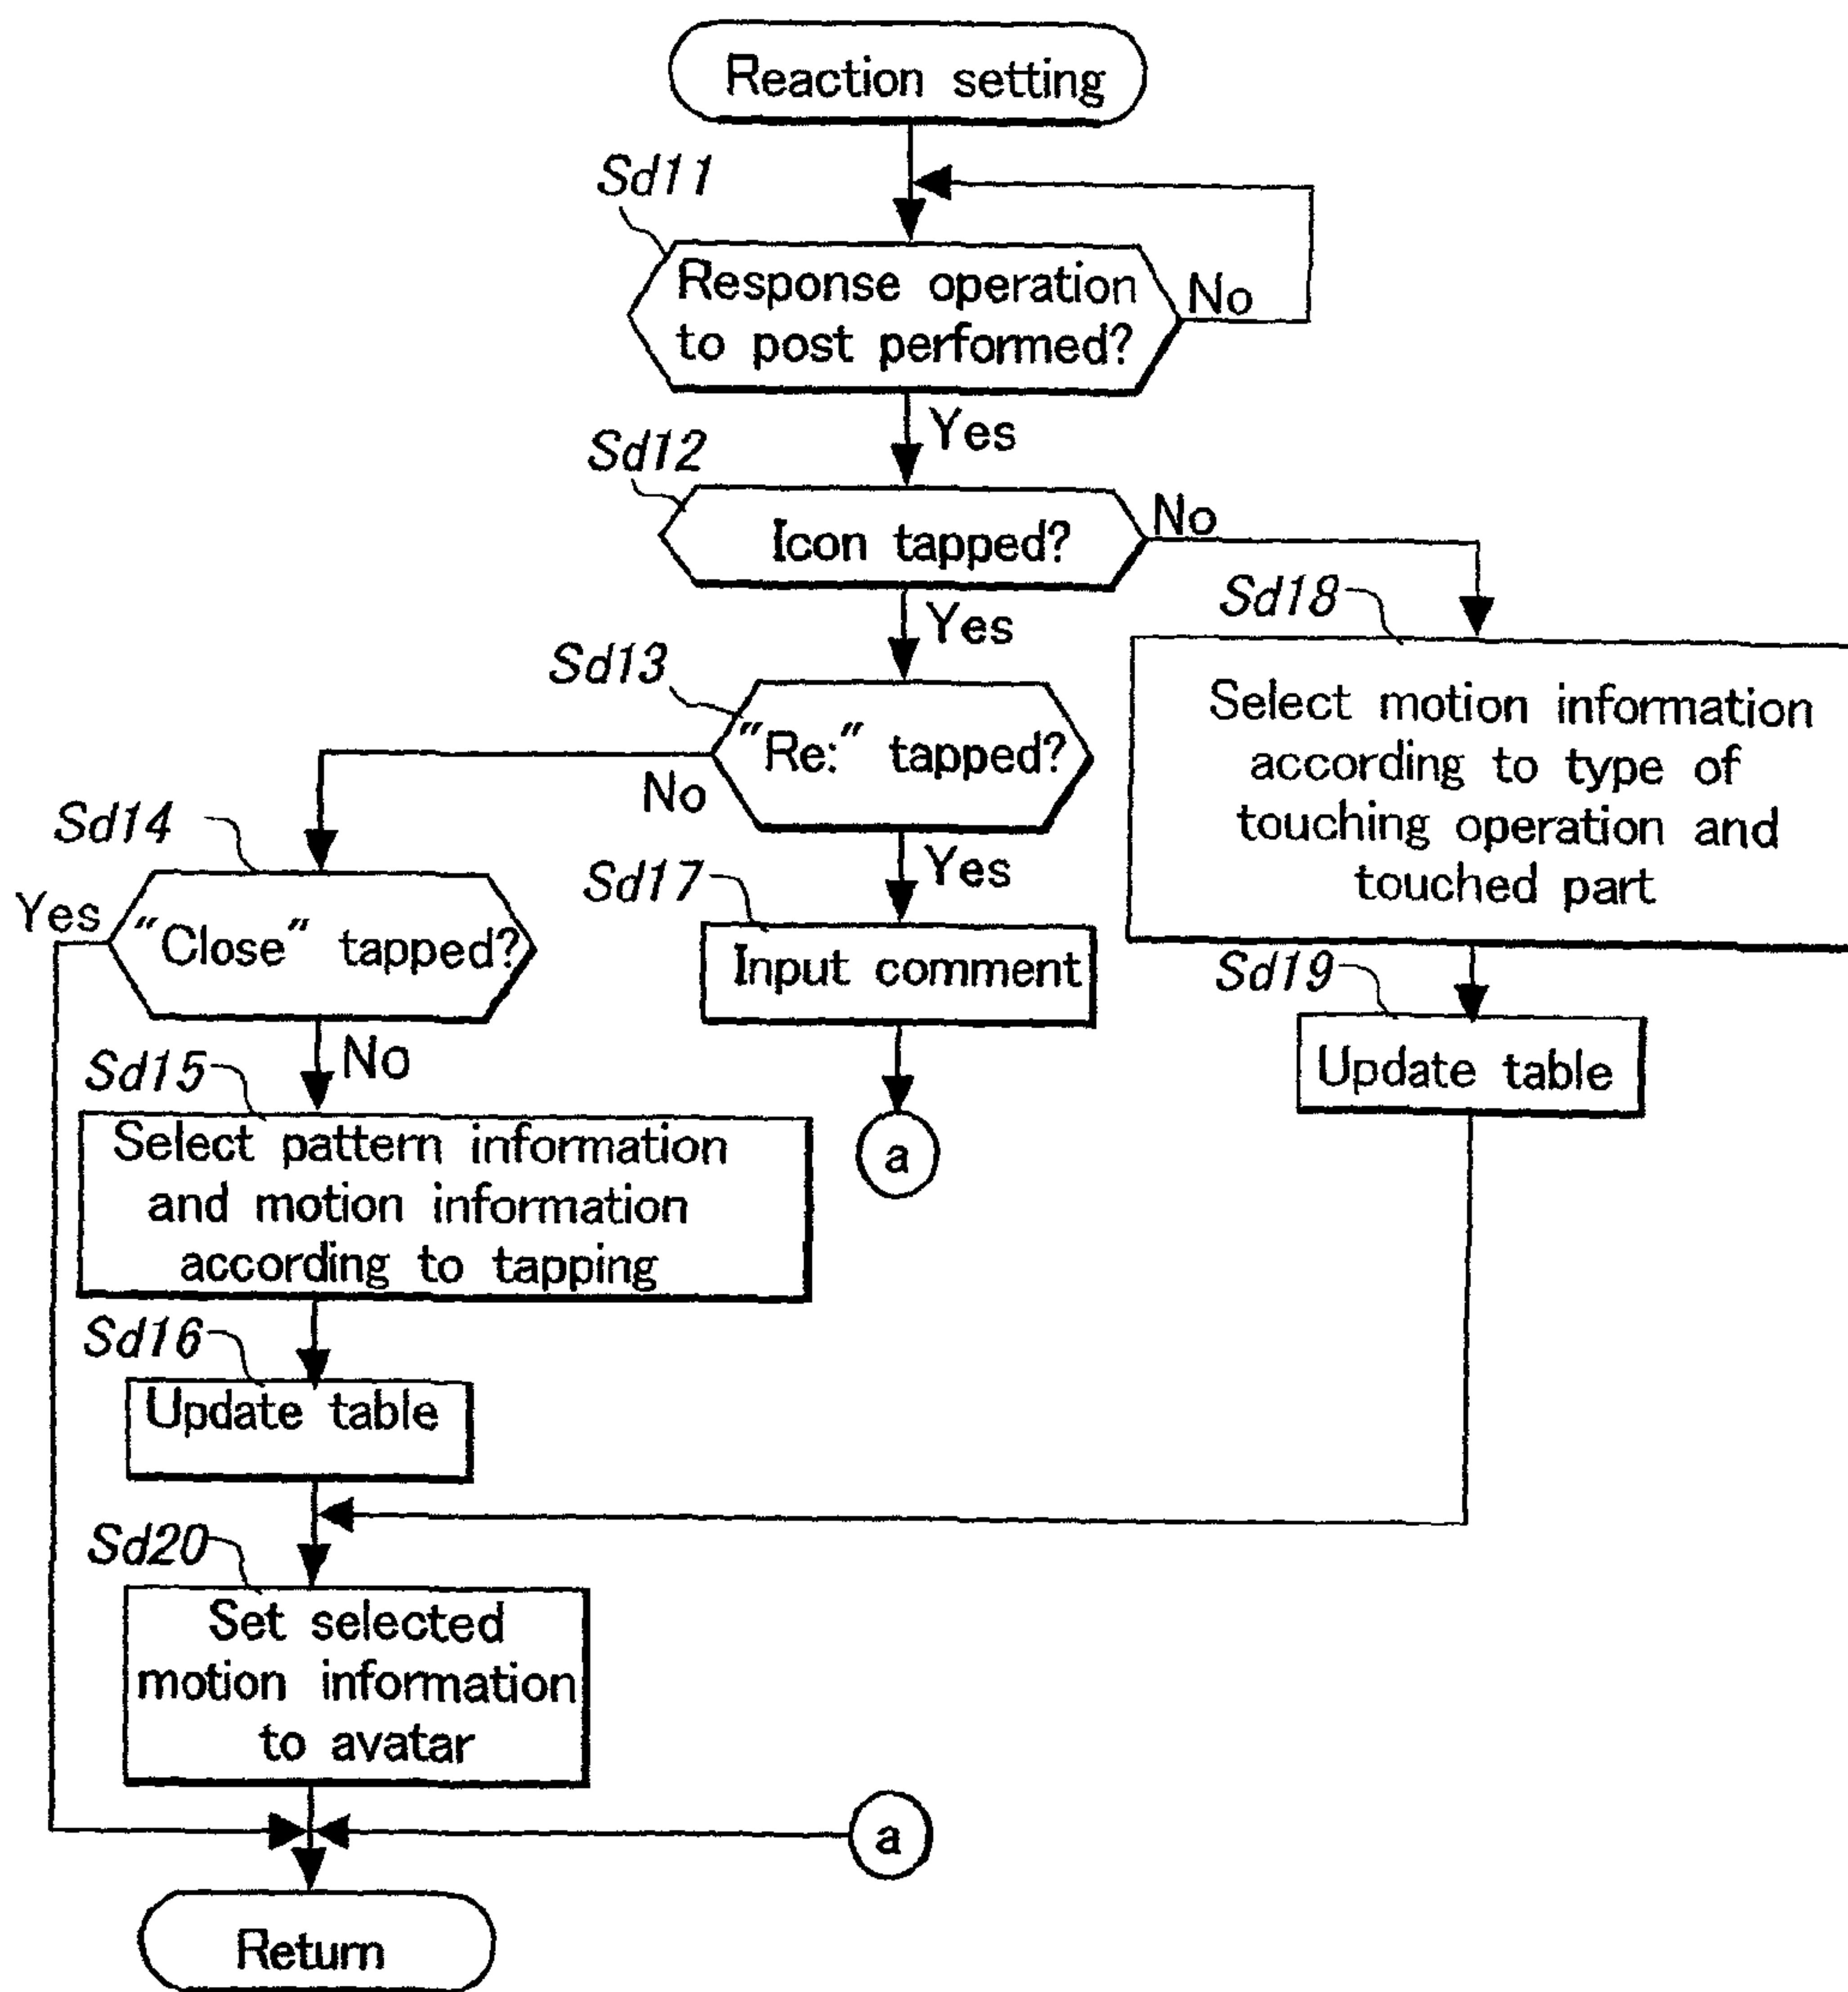 Reaction setting
Sd11
Response operation
to post performed?
No
Yes
Sd12
Icon tapped?
No
Yes
Sd18
Select motion information
according to type of
touching operation and
touched part
Sd13
"Re:" tapped?
No
Yes
Sd14
Yes
"Close" tapped?
No
Sd17
Input comment
a
Sd19
Update table
Sd15
Select pattern information
and motion information
according to tapping
Sd16
Update table
Sd20
Set selected
motion information
to avatar
a
Return